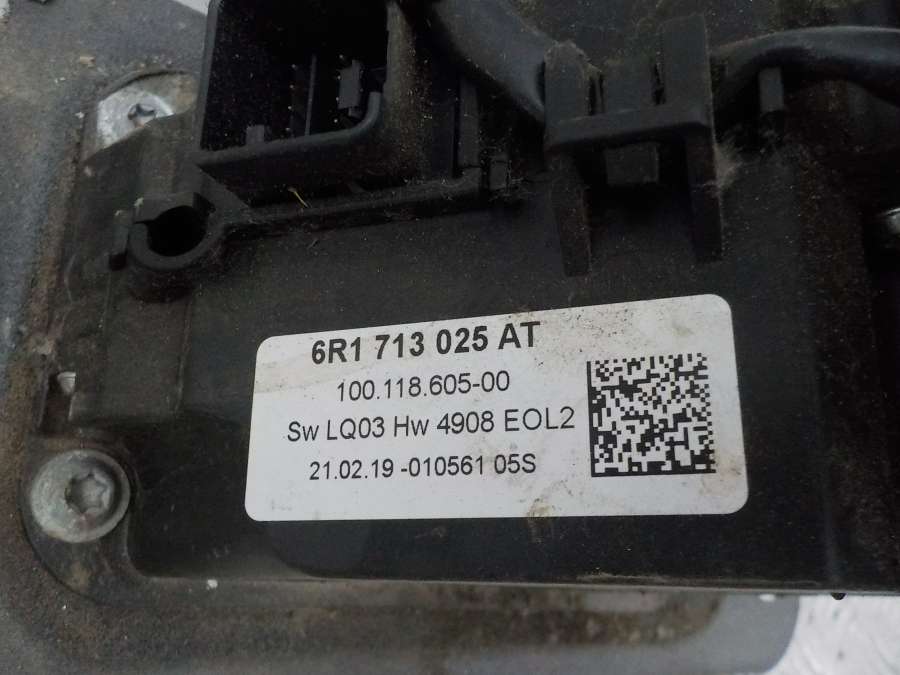 6R1 713 025 AT
100.118.605-00
Sw LQ03 Hw 4908 EOL2
21.02.19 -010561 05S